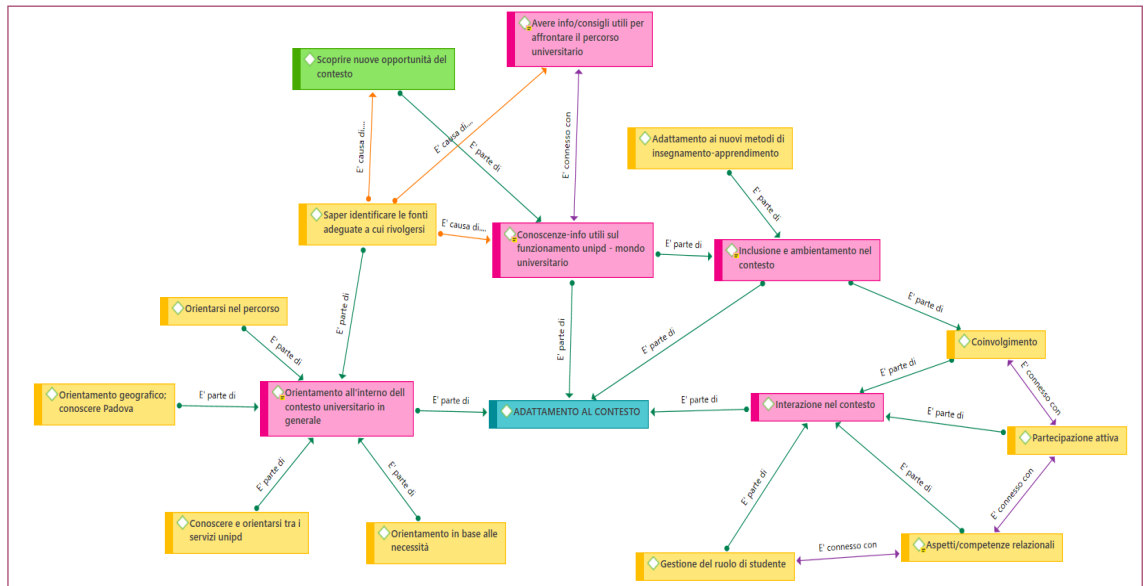 Avere info/consigli utili per
affrontare il percorso
universitario
Scoprire nuove opportunità del
contesto
E' causa di....
E' causa di....
E' parte di
E' connesso con
Adattamento ai nuovi metodi di
insegnamento-apprendimento
E' parte di
Saper identificare le fonti
adeguate a cui rivolgersi
E' causa di....
Conoscenze-info utili sul
funzionamento unipd - mondo
universitario
E' parte di
Inclusione e ambientamento nel
contesto
E' parte di
E' parte di
E' parte di
E' parte di
Orientarsi nel percorso
E' parte di
Coinvolgimento
E' parte di
E' connesso con
Orientamento geografico;
conoscere Padova
E' parte di
Orientamento all'interno dell
contesto universitario in
generale
E' parte di
ADATTAMENTO AL CONTESTO
E' parte di
Interazione nel contesto
E' parte di
Partecipazione attiva
E' parte di
E' parte di
E' parte di
E' parte di
E' connesso con
Conoscere e orientarsi tra i
servizi unipd
Orientamento in base alle
necessità
Gestione del ruolo di studente
E' connesso con
Aspetti/competenze relazionali